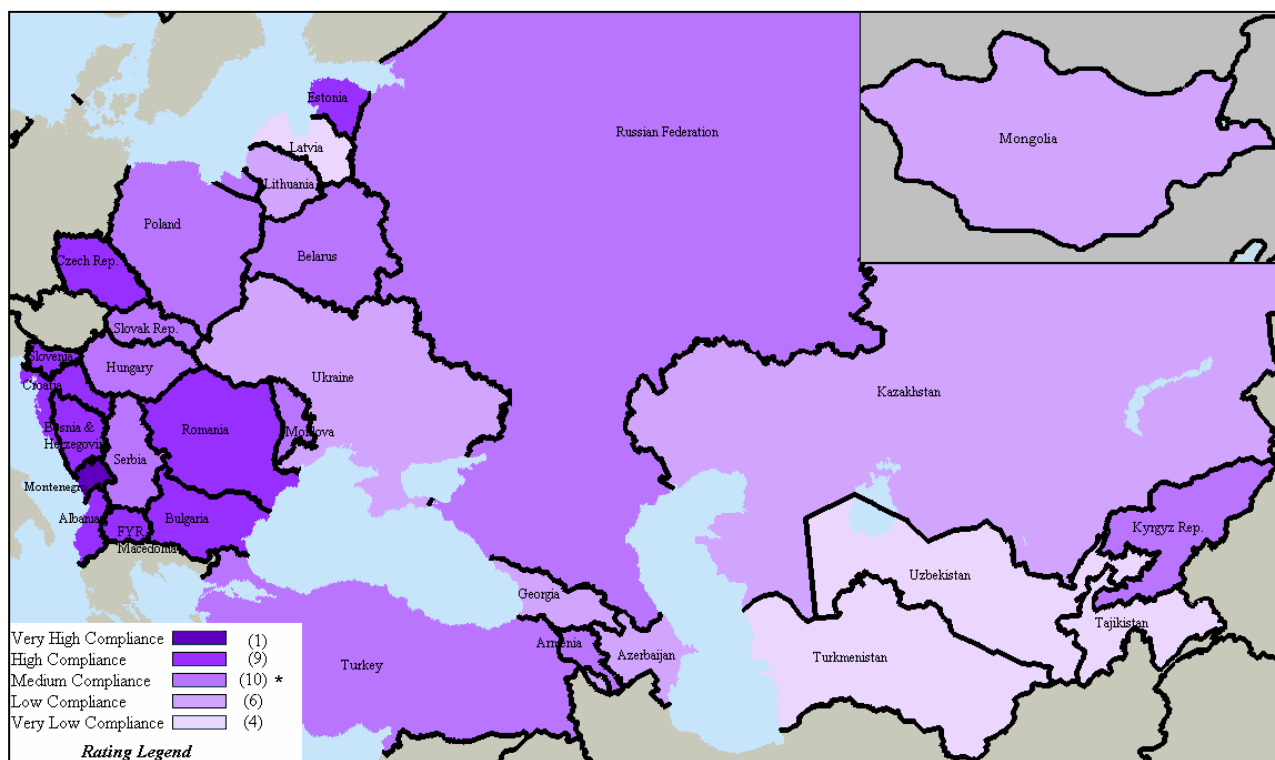 Estonia
Russian Federation
Mongolia
Latvia
Lithuania
Poland
Belarus
Czech Rep.
Slovak Rep.
Slovenia
Hungary
Ukraine
Croatia
Kazakhstan
Bosnia &
Herzegovin
Romania
Moldova
Serbia
Montenegro
Albania
FYR
Macedonia
Bulgaria
Kyrgyz Rep.
Uzbekistan
Georgia
Tajikistan
Armenia
Azerbaijan
Turkmenistan
Turkey
Very High Compliance (1)
High Compliance (9)
Medium Compliance (10) *
Low Compliance (6)
Very Low Compliance (4)
Rating Legend